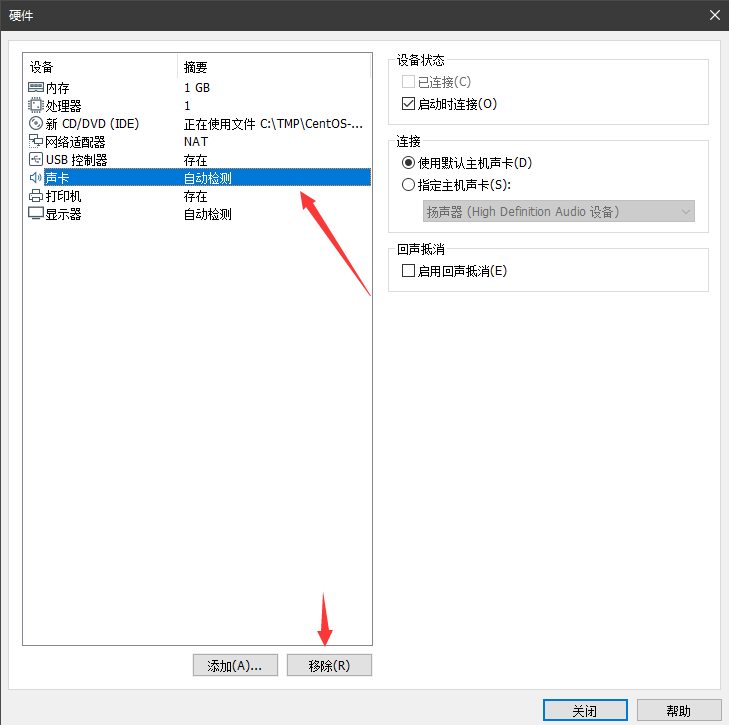 硬件
设备 摘要
内存 1 GB
处理器 1
新 CD/DVD (IDE) 正在使用文件 C:\TMP\CentOS-...
网络适配器 NAT
USB 控制器 存在
声卡 自动检测
打印机 存在
显示器 自动检测
添加(A)... 移除(R)
设备状态
已连接(C)
启动时连接(O)
连接
使用默认主机声卡(D)
指定主机声卡(S):
扬声器 (High Definition Audio 设备)
回声抵消
启用回声抵消(E)
关闭 帮助